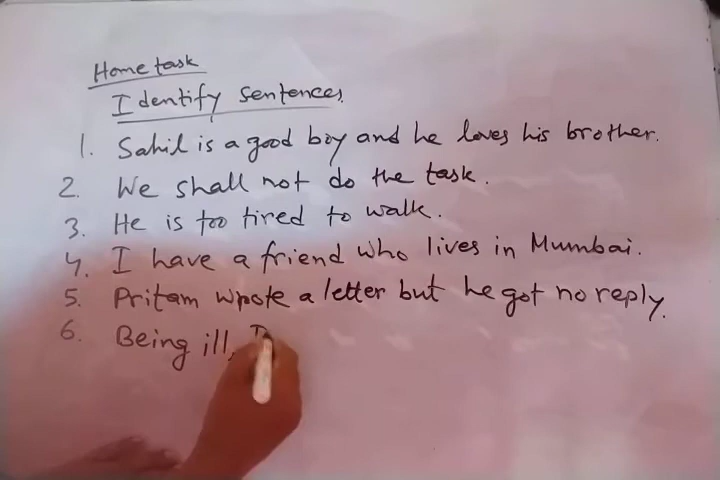 Home task
Identify sentences.
1. Sahil is a good boy and he loves his brother.
2. We shall not do the task.
3. He is too tired to walk.
4. I have a friend who lives in Mumbai.
5. Pritam wrote a letter but he got no reply.
6. Being ill,